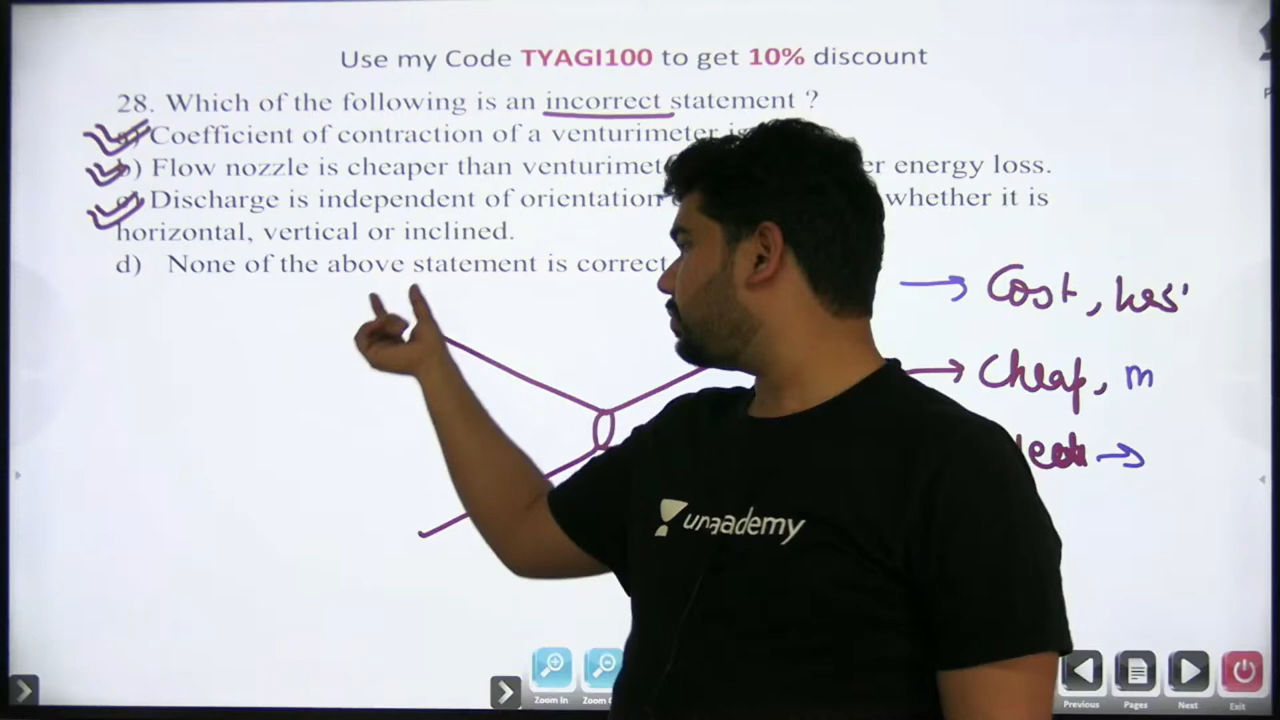 Use my Code TYAGI100 to get 10% discount
28. Which of the following is an incorrect statement ?
a) Coefficient of contraction of a venturimeter is
b) Flow nozzle is cheaper than energy loss.
c) Discharge is independent of orientation whether it is
horizontal, vertical or inclined.
d) None of the above statement is correct
→ Cost,
→ Cheap, m
→
unacademy
Zoom In
Previous Pages Next Exit